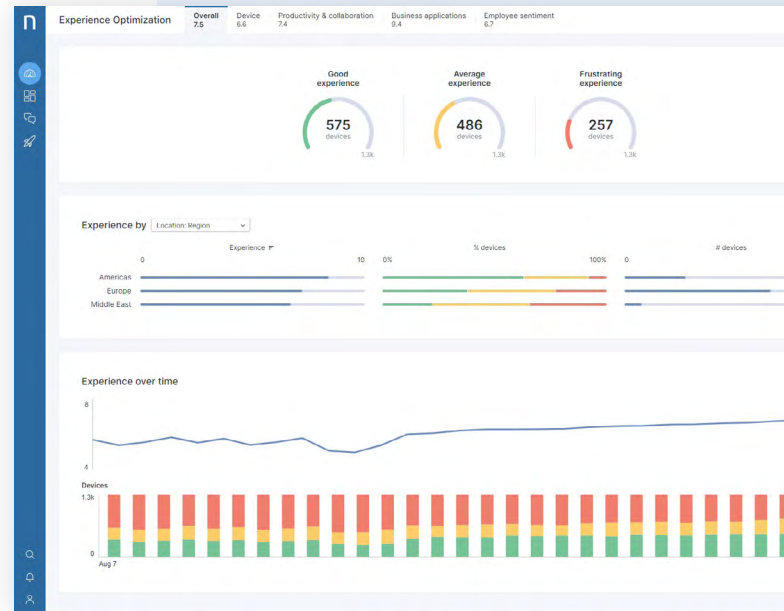 n
Experience Optimization
Overall
7.5
Device
6.6
Productivity & collaboration
7.4
Business applications
9.4
Employee sentiment
6.7
Good
experience
575
devices
1.3k
Average
experience
486
devices
1.3k
Frustrating
experience
257
devices
1.3k
Experience by Location: Region
Experience
% devices
# devices
0 10 0% 100% 0
Americas
Europe
Middle East
Experience over time
8
4
Devices
1.3k
0
Aug 7